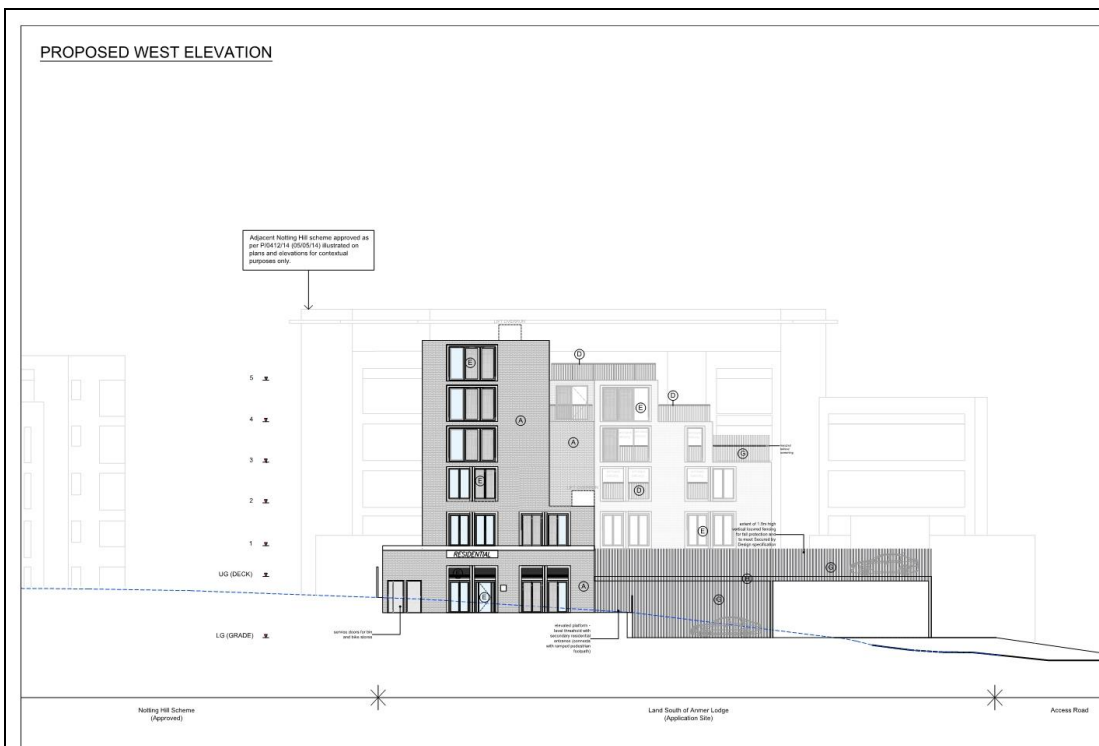 PROPOSED WEST ELEVATION
Adjacent Notting Hill scheme approved as
per P/0412/14 (05/05/14) illustrated on
plans and elevations for contextual
purposes only.
LIFT OVERRUN
D
5
E
D
4
E
A
A
3
G
E
LIFT OVERRUN
D
2
E
extent of 1.8m high
vertical louvred fencing
for fall protection and
to meet Secured by
Design specification
1
RESIDENTIAL
G
UG (DECK)
H
E
A
G
service doors for bin
and bike stores
elevated platform -
level threshold with
secondary residential
entrance (connects
with ramped pedestrian
footpath)
LG (GRADE)
Notting Hill Scheme
(Approved)
Land South of Anmer Lodge
(Application Site)
Access Road